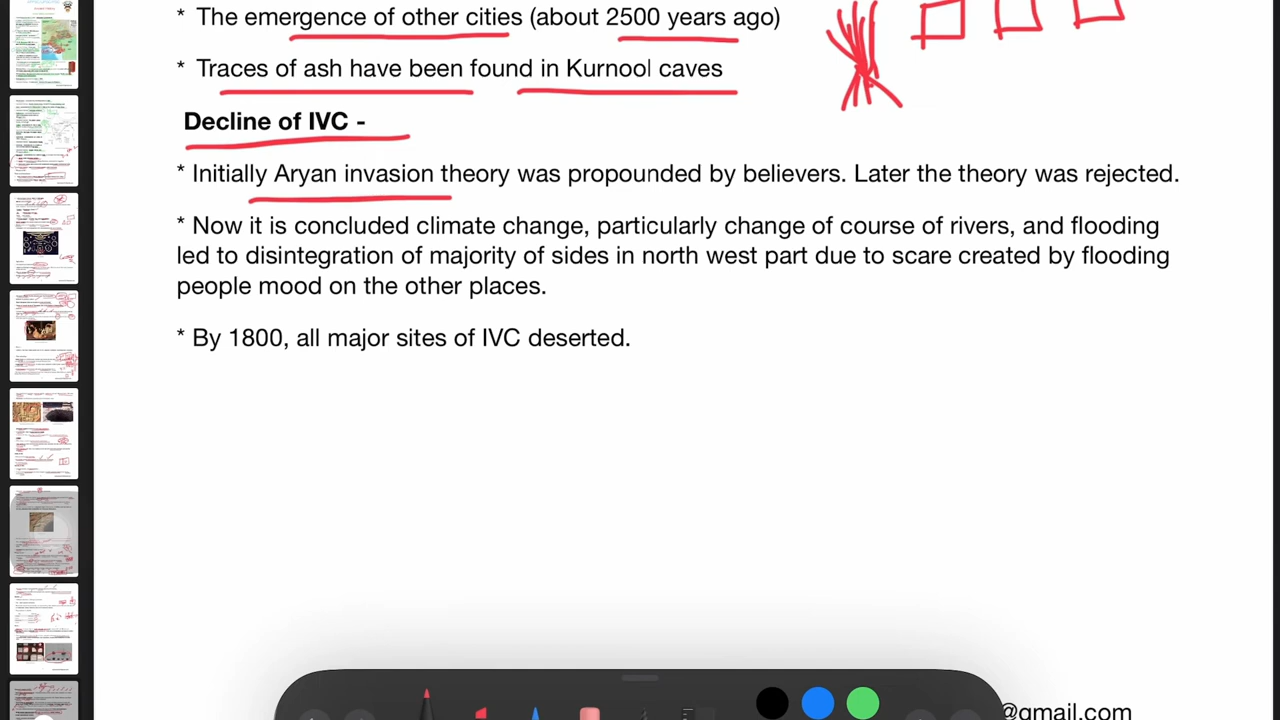 * The emergence of other cities (about 2500 years ago)
* Traces of ash have been found in Kurnool caves
Decline of IVC -
* Initially Aryan invasion theory was propounded by believers. Later the theory was rejected.
* Now it is concluded climate change, particularly change of course of rivers, and flooding
led to disintegration of majority of sides in north west part due to scare created by flooding
people mood on the other places.
* By 1800, all major sites of IVC deserted.
@gmail.com